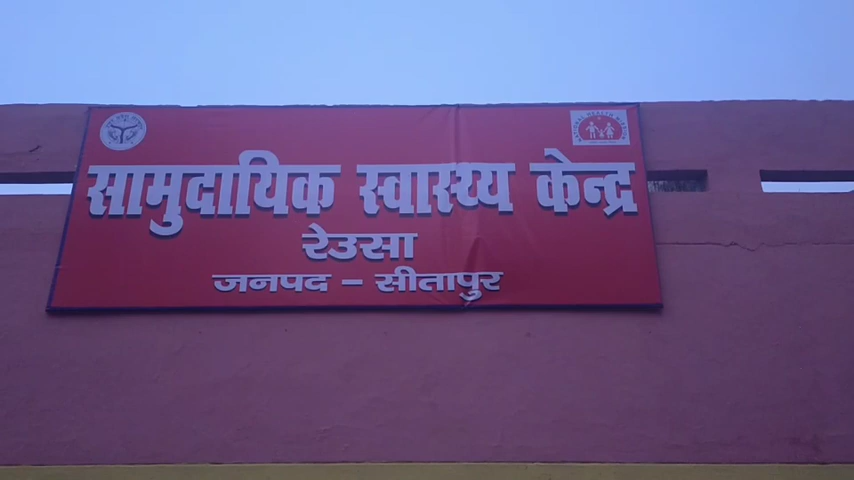 सामुदायिक स्वास्थ्य केन्द्र
रेउसा
जनपद - सीतापुर